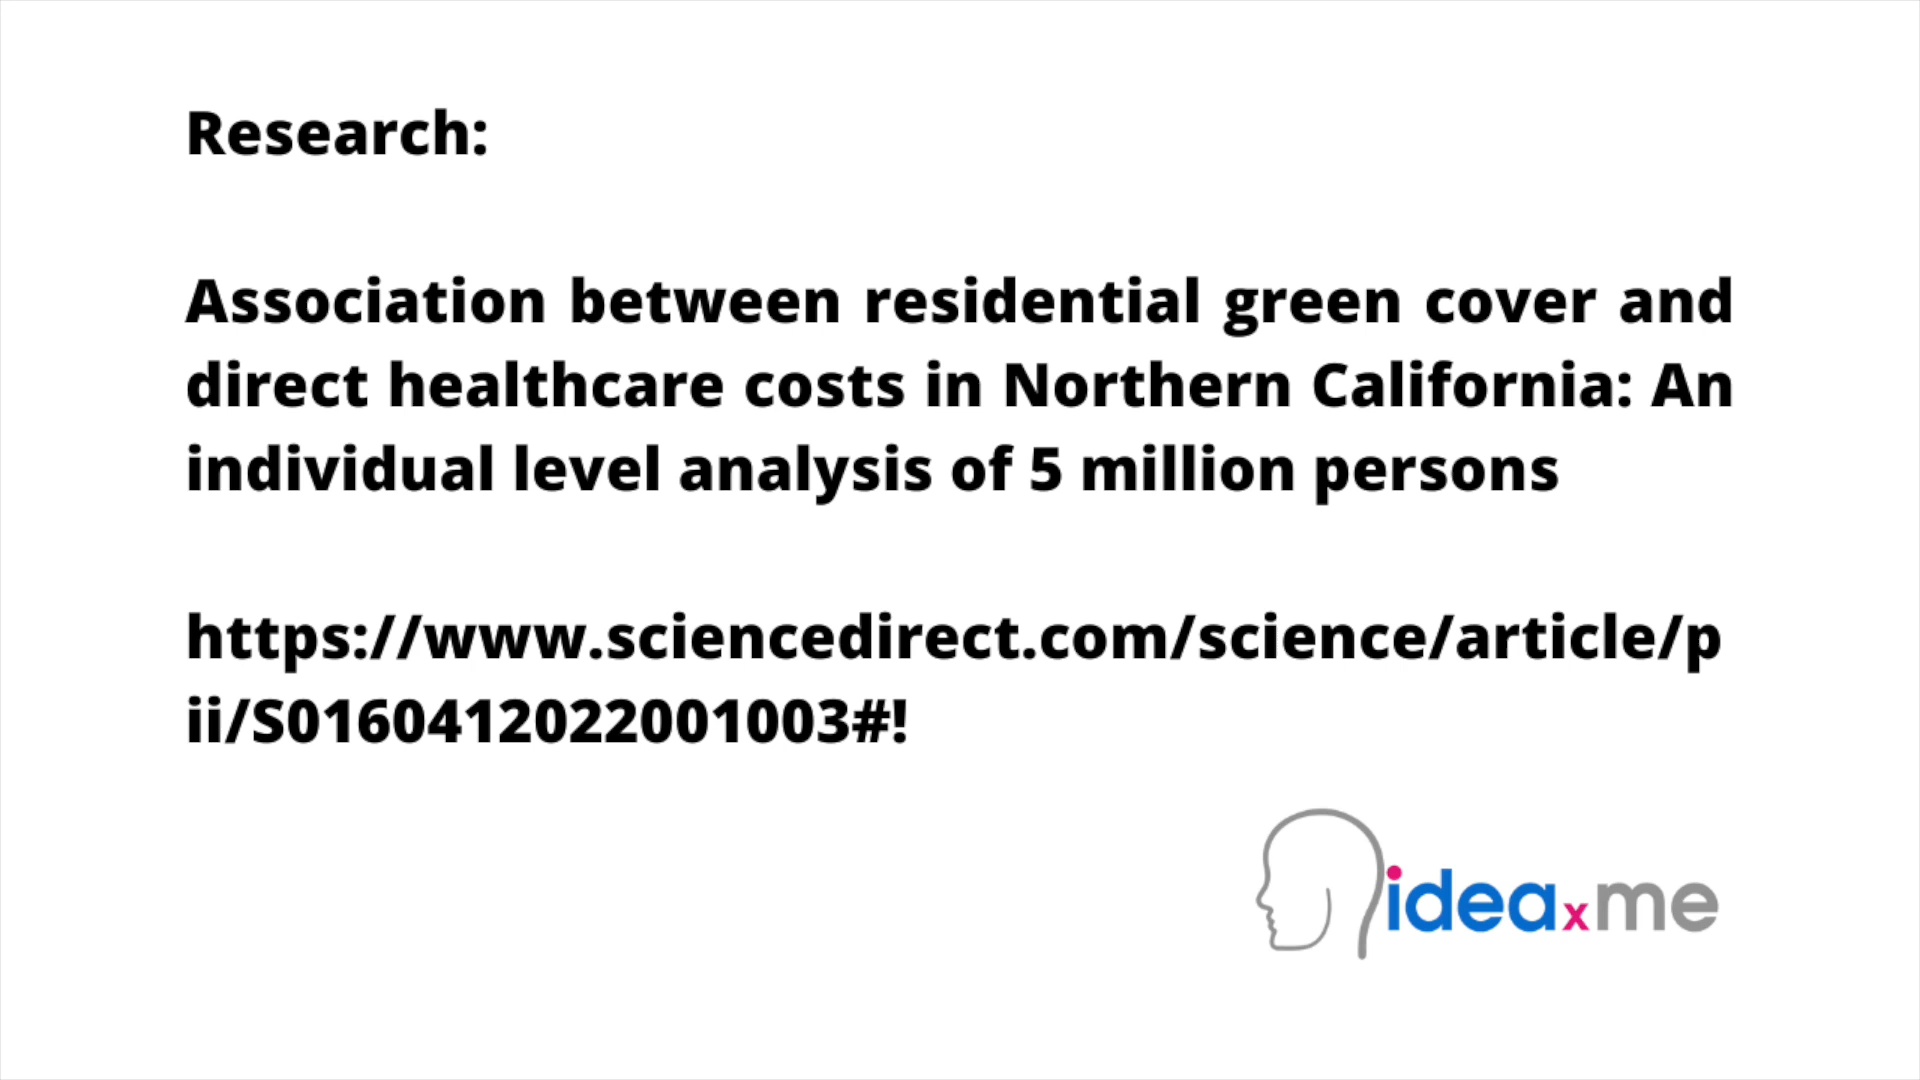 Research:
Association between residential green cover and
direct healthcare costs in Northern California: An
individual level analysis of 5 million persons
https://www.sciencedirect.com/science/article/p
ii/S0160412022001003#!
ideaxme